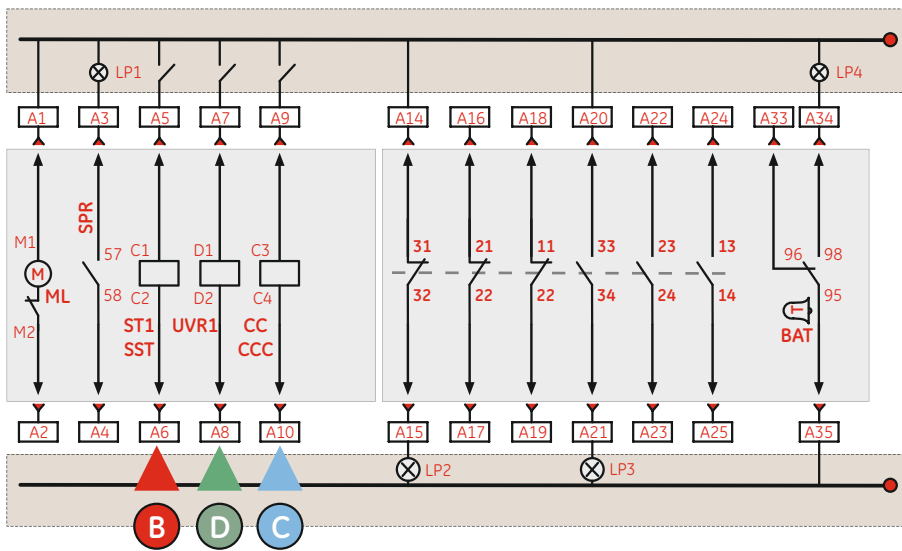 LP1
LP4
A1
A3
A5
A7
A9
A14
A16
A18
A20
A22
A24
A33
A34
SPR
M1
57
C1
D1
C3
31
21
11
33
23
13
96
98
M
ML
58
C2
D2
C4
32
22
22
34
24
14
95
T
M2
ST1
SST
UVR1
CC
CCC
BAT
A2
A4
A6
A8
A10
A15
A17
A19
A21
A23
A25
A35
LP2
LP3
B
D
C